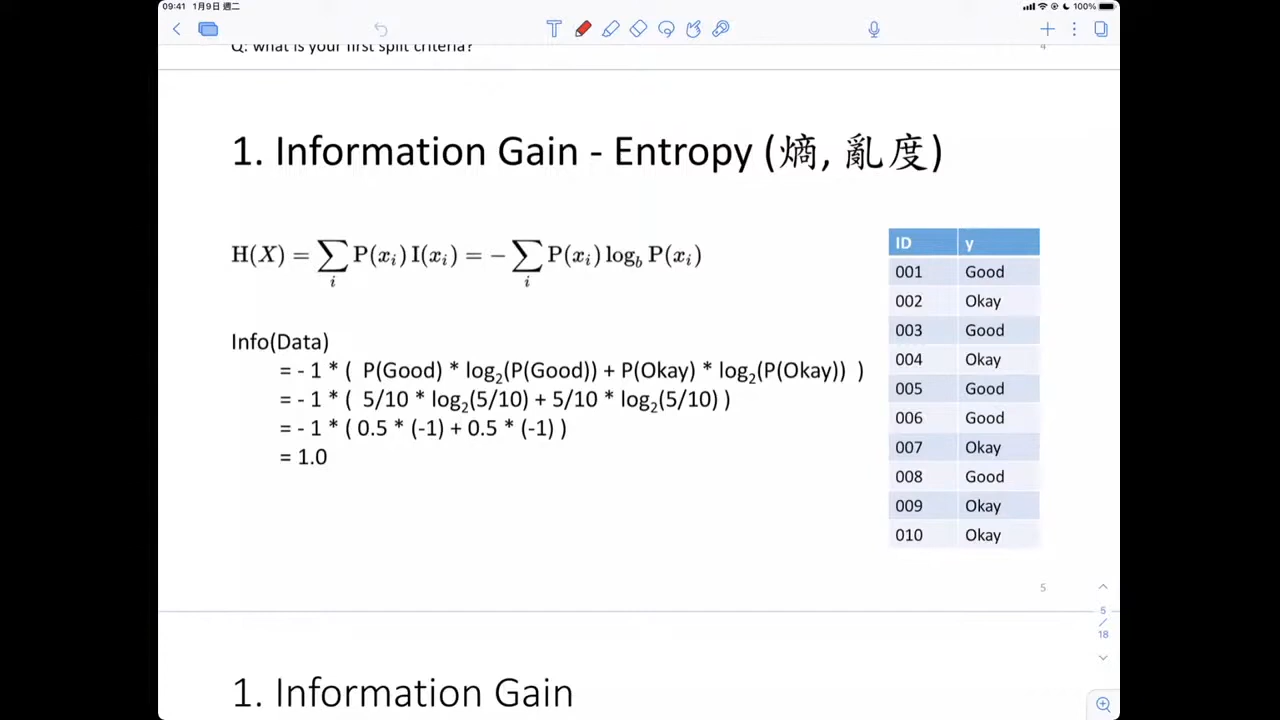 09:41 1月9日 週二
100%
Q: what is your first split criteria?
4
1. Information Gain - Entropy (熵, 亂度)
H(X) = ∑ᵢ P(xᵢ) I(xᵢ) = − ∑ᵢ P(xᵢ) log_b P(xᵢ)
Info(Data)
= - 1 * ( P(Good) * log₂(P(Good)) + P(Okay) * log₂(P(Okay)) )
= - 1 * ( 5/10 * log₂(5/10) + 5/10 * log₂(5/10) )
= - 1 * ( 0.5 * (-1) + 0.5 * (-1) )
= 1.0
ID y
001 Good
002 Okay
003 Good
004 Okay
005 Good
006 Good
007 Okay
008 Good
009 Okay
010 Okay
5
5
/
18
1. Information Gain